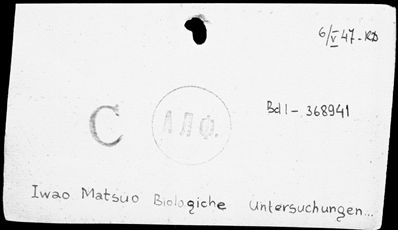 6/V 47-КД
C
АЛФ.
Bd I - 368941
Iwao Matsuo Biologiche Untersuchungen...